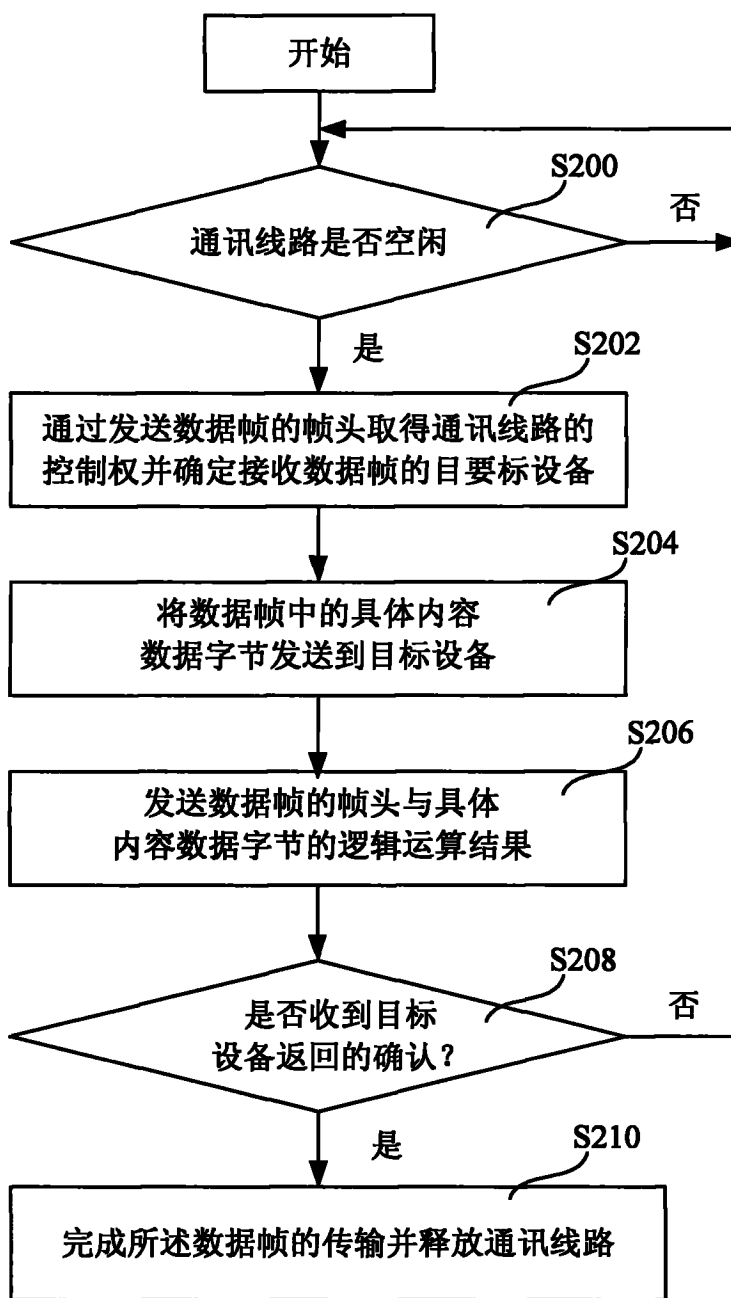 开始
S200
通讯线路是否空闲
否
是
S202
通过发送数据帧的帧头取得通讯线路的
控制权并确定接收数据帧的目要标设备
S204
将数据帧中的具体内容
数据字节发送到目标设备
S206
发送数据帧的帧头与具体
内容数据字节的逻辑运算结果
S208
是否收到目标
设备返回的确认？
否
是
S210
完成所述数据帧的传输并释放通讯线路